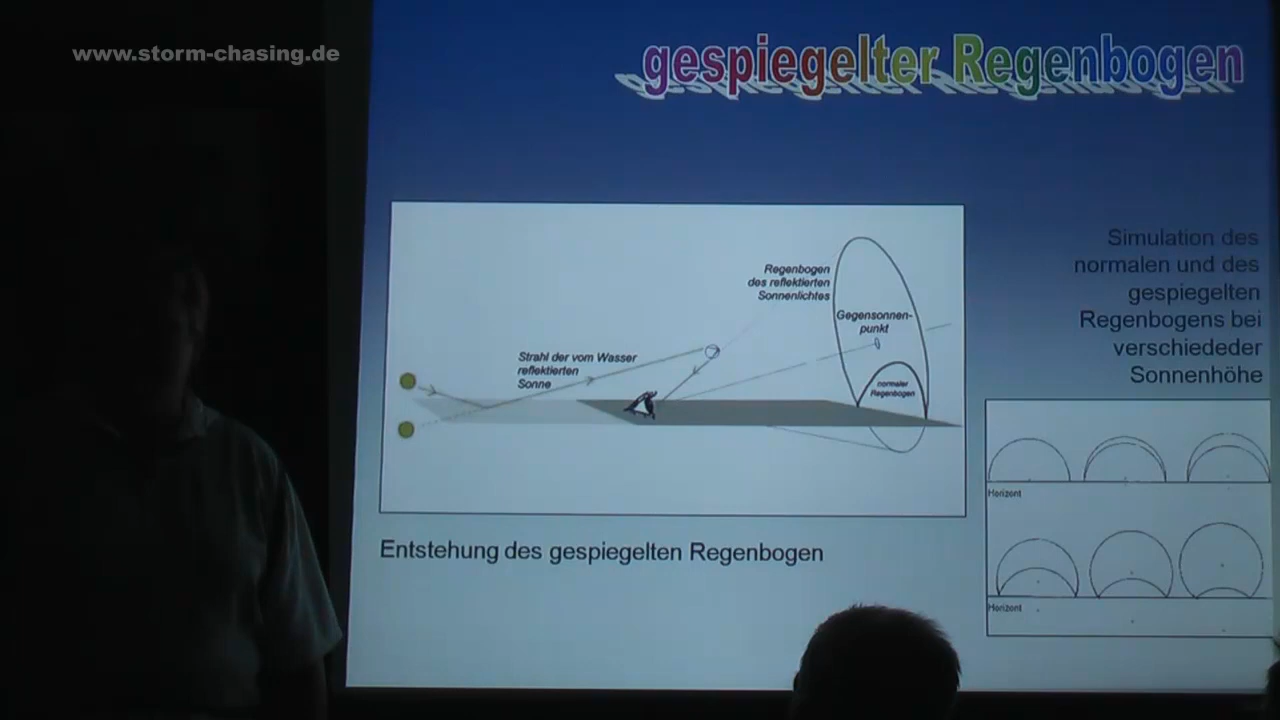 www.storm-chasing.de
gespiegelter Regenbogen
Simulation des
normalen und des
gespiegelten
Regenbogens bei
verschiededer
Sonnenhöhe
Regenbogen
des reflektierten
Sonnenlichtes
Gegensonnen-
punkt
Strahl der vom Wasser
reflektierten
Sonne
normaler
Regenbogen
Horizont
Horizont
Entstehung des gespiegelten Regenbogen